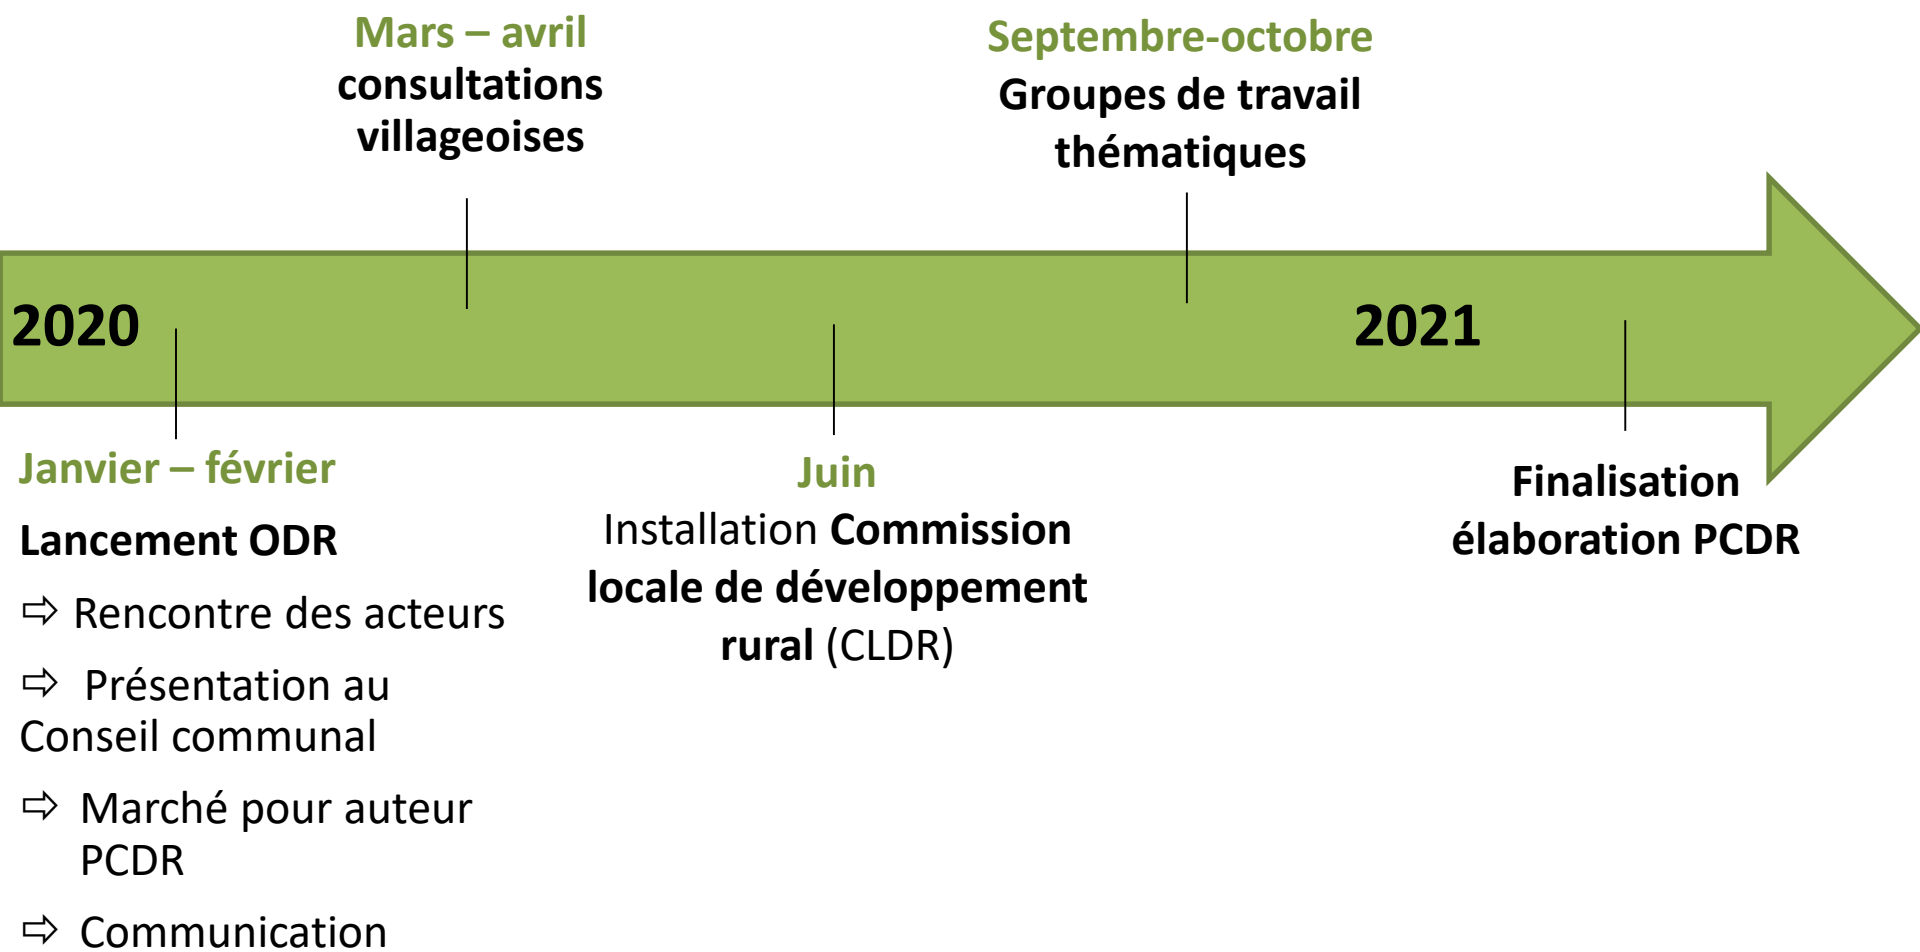 Mars – avril
consultations
villageoises
Septembre-octobre
Groupes de travail
thématiques
2020
2021
Janvier – février
Lancement ODR
⇨ Rencontre des acteurs
⇨ Présentation au
Conseil communal
⇨ Marché pour auteur
PCDR
⇨ Communication
Juin
Installation Commission
locale de développement
rural (CLDR)
Finalisation
élaboration PCDR